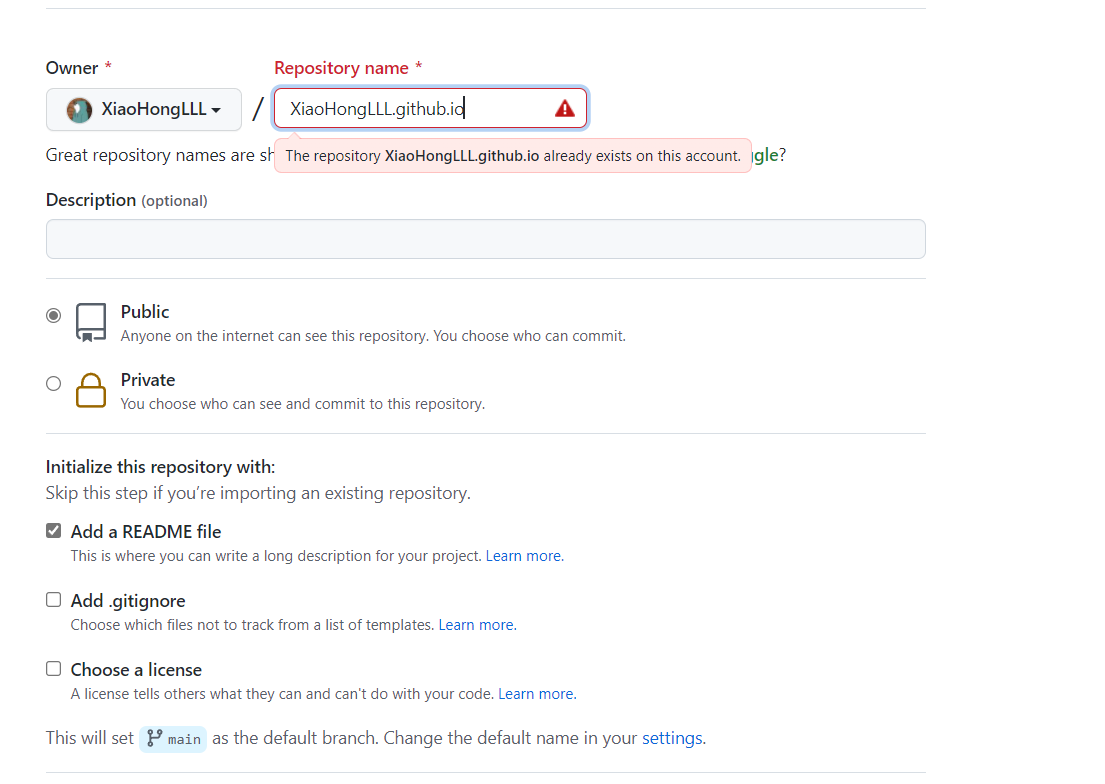 Owner * Repository name *
XiaoHongLLL / XiaoHongLLL.github.io
Great repository names are sh gle?
The repository XiaoHongLLL.github.io already exists on this account.
Description (optional)
Public
Anyone on the internet can see this repository. You choose who can commit.
Private
You choose who can see and commit to this repository.
Initialize this repository with:
Skip this step if you’re importing an existing repository.
Add a README file
This is where you can write a long description for your project. Learn more.
Add .gitignore
Choose which files not to track from a list of templates. Learn more.
Choose a license
A license tells others what they can and can't do with your code. Learn more.
This will set main as the default branch. Change the default name in your settings.